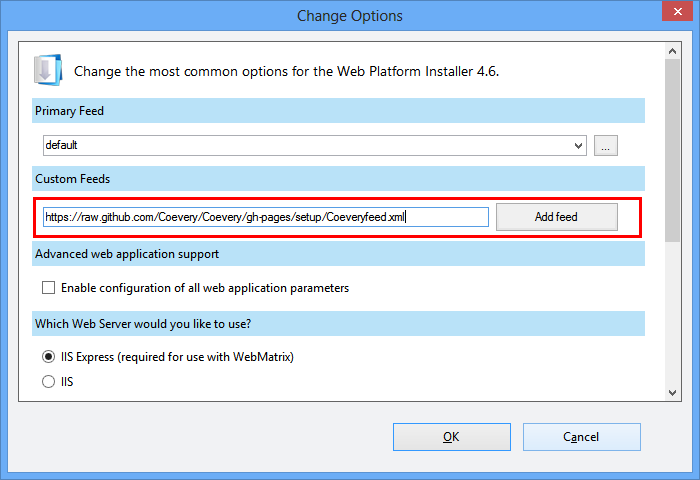 Change Options
Change the most common options for the Web Platform Installer 4.6.
Primary Feed
default
...
Custom Feeds
https://raw.github.com/Coevery/Coevery/gh-pages/setup/Coeveryfeed.xml
Add feed
Advanced web application support
Enable configuration of all web application parameters
Which Web Server would you like to use?
IIS Express (required for use with WebMatrix)
IIS
OK
Cancel